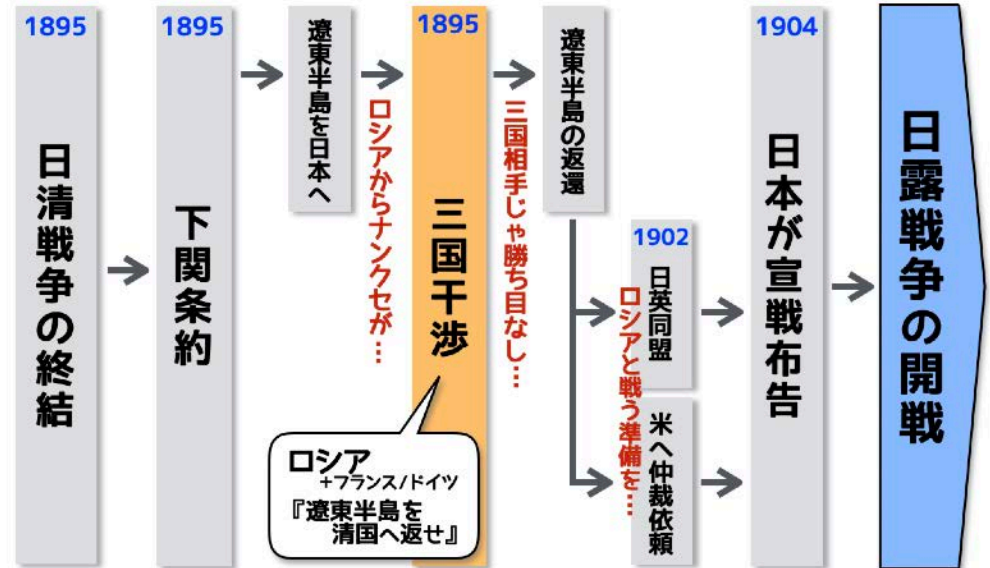 1895
日清戦争の終結
1895
下関条約
遼東半島を日本へ
ロシアからナンクセが…
1895
三国干渉
ロシア
+フランス/ドイツ
『遼東半島を
清国へ返せ』
三国相手じゃ勝ち目なし…
遼東半島の返還
ロシアと戦う準備を…
1902
日英同盟
米へ仲裁依頼
1904
日本が宣戦布告
日露戦争の開戦